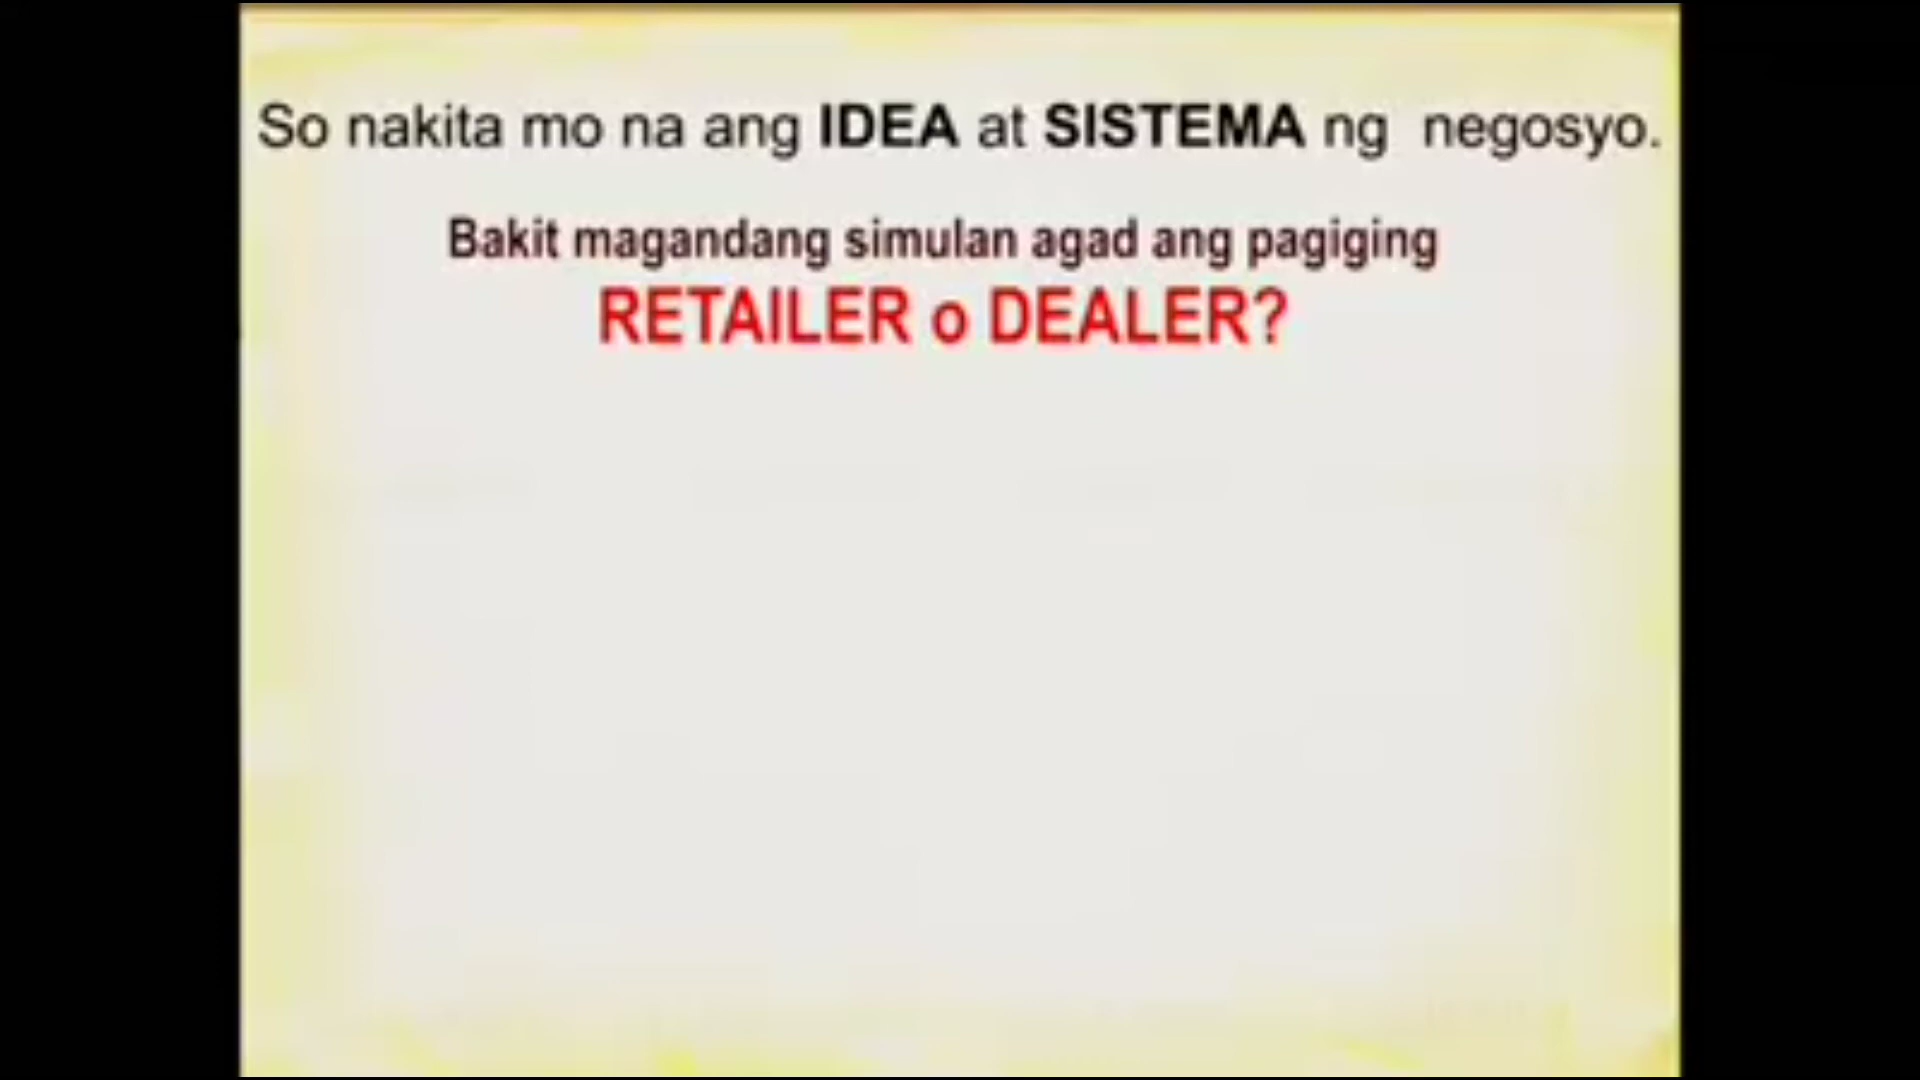 So nakita mo na ang IDEA at SISTEMA ng negosyo.
Bakit magandang simulan agad ang pagiging
RETAILER o DEALER?